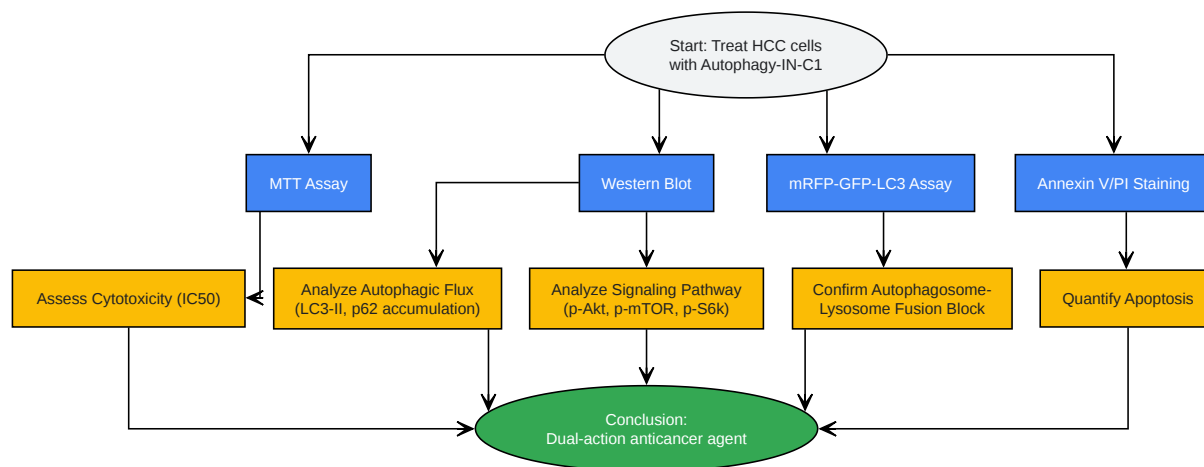 Start: Treat HCC cells
with Autophagy-IN-C1
MTT Assay
Western Blot
mRFP-GFP-LC3 Assay
Annexin V/PI Staining
Assess Cytotoxicity (IC50)
Analyze Autophagic Flux
(LC3-II, p62 accumulation)
Analyze Signaling Pathway
(p-Akt, p-mTOR, p-S6k)
Confirm Autophagosome-
Lysosome Fusion Block
Quantify Apoptosis
Conclusion:
Dual-action anticancer agent